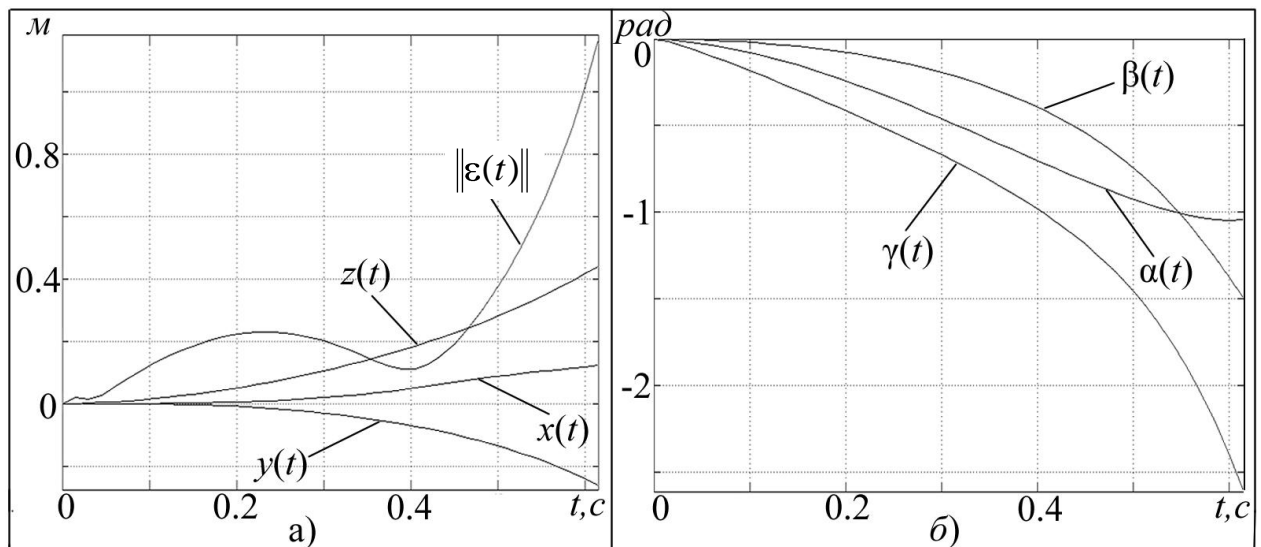 м
0.8
‖ε(t)‖
0.4
z(t)
0
x(t)
y(t)
0 0.2 0.4 t,c
а)
рад
0
β(t)
-1
γ(t)
α(t)
-2
0 0.2 0.4 t,c
б)